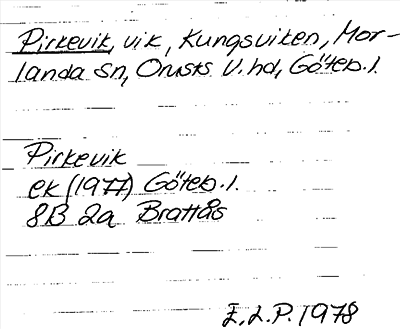 Pirkevik, vik, Kungsviken, Mor-
landa sn, Orusts V. hd, Göteb. l.
Pirkevik
ek (1977) Göteb. l.
8B 2a Brattås
E.L.P. 1978